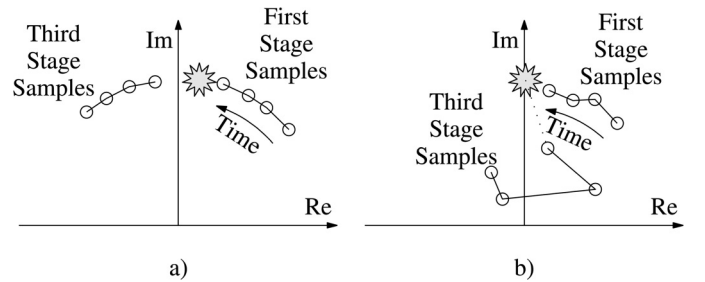 Third
Stage
Samples
Im
First
Stage
Samples
Time
Re
a)
Im
First
Stage
Samples
Third
Stage
Samples
Time
Re
b)